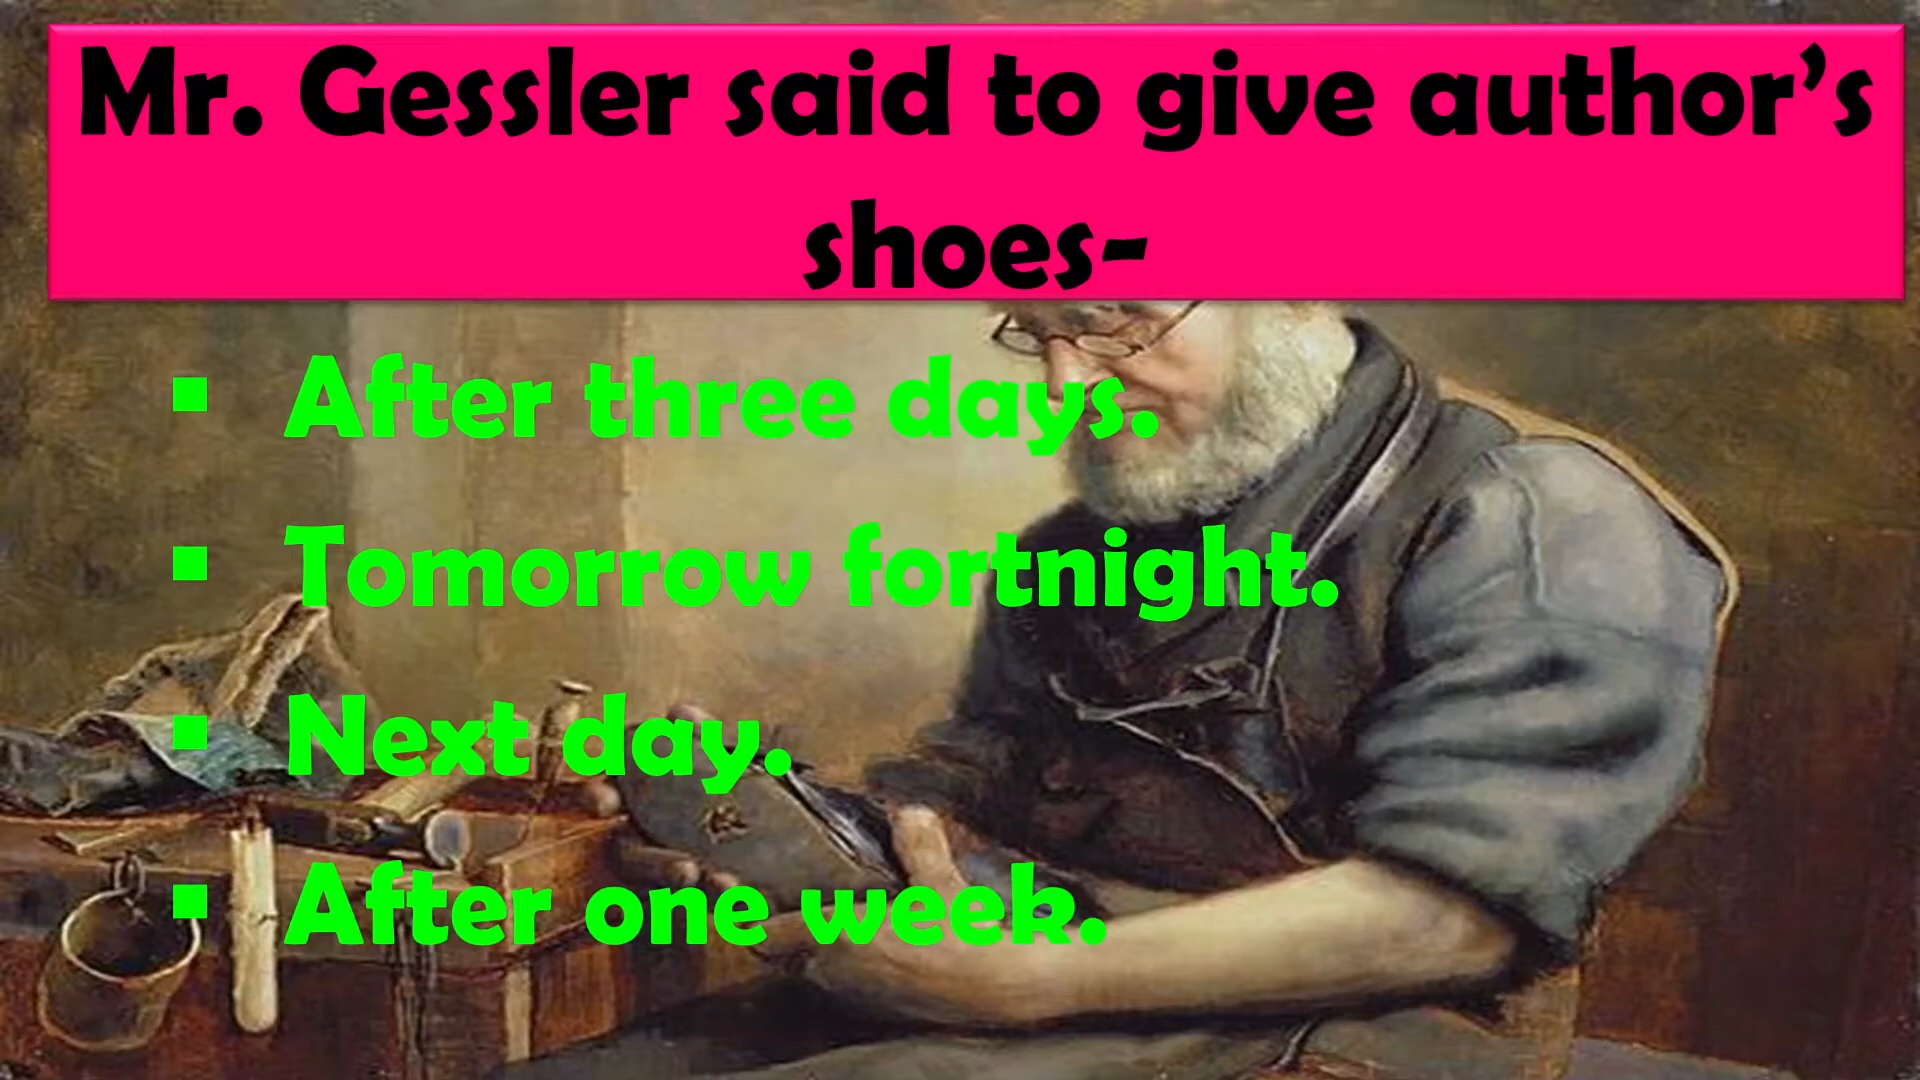 Mr. Gessler said to give author’s
shoes-
▪ After three days.
▪ Tomorrow fortnight.
▪ Next day.
▪ After one week.